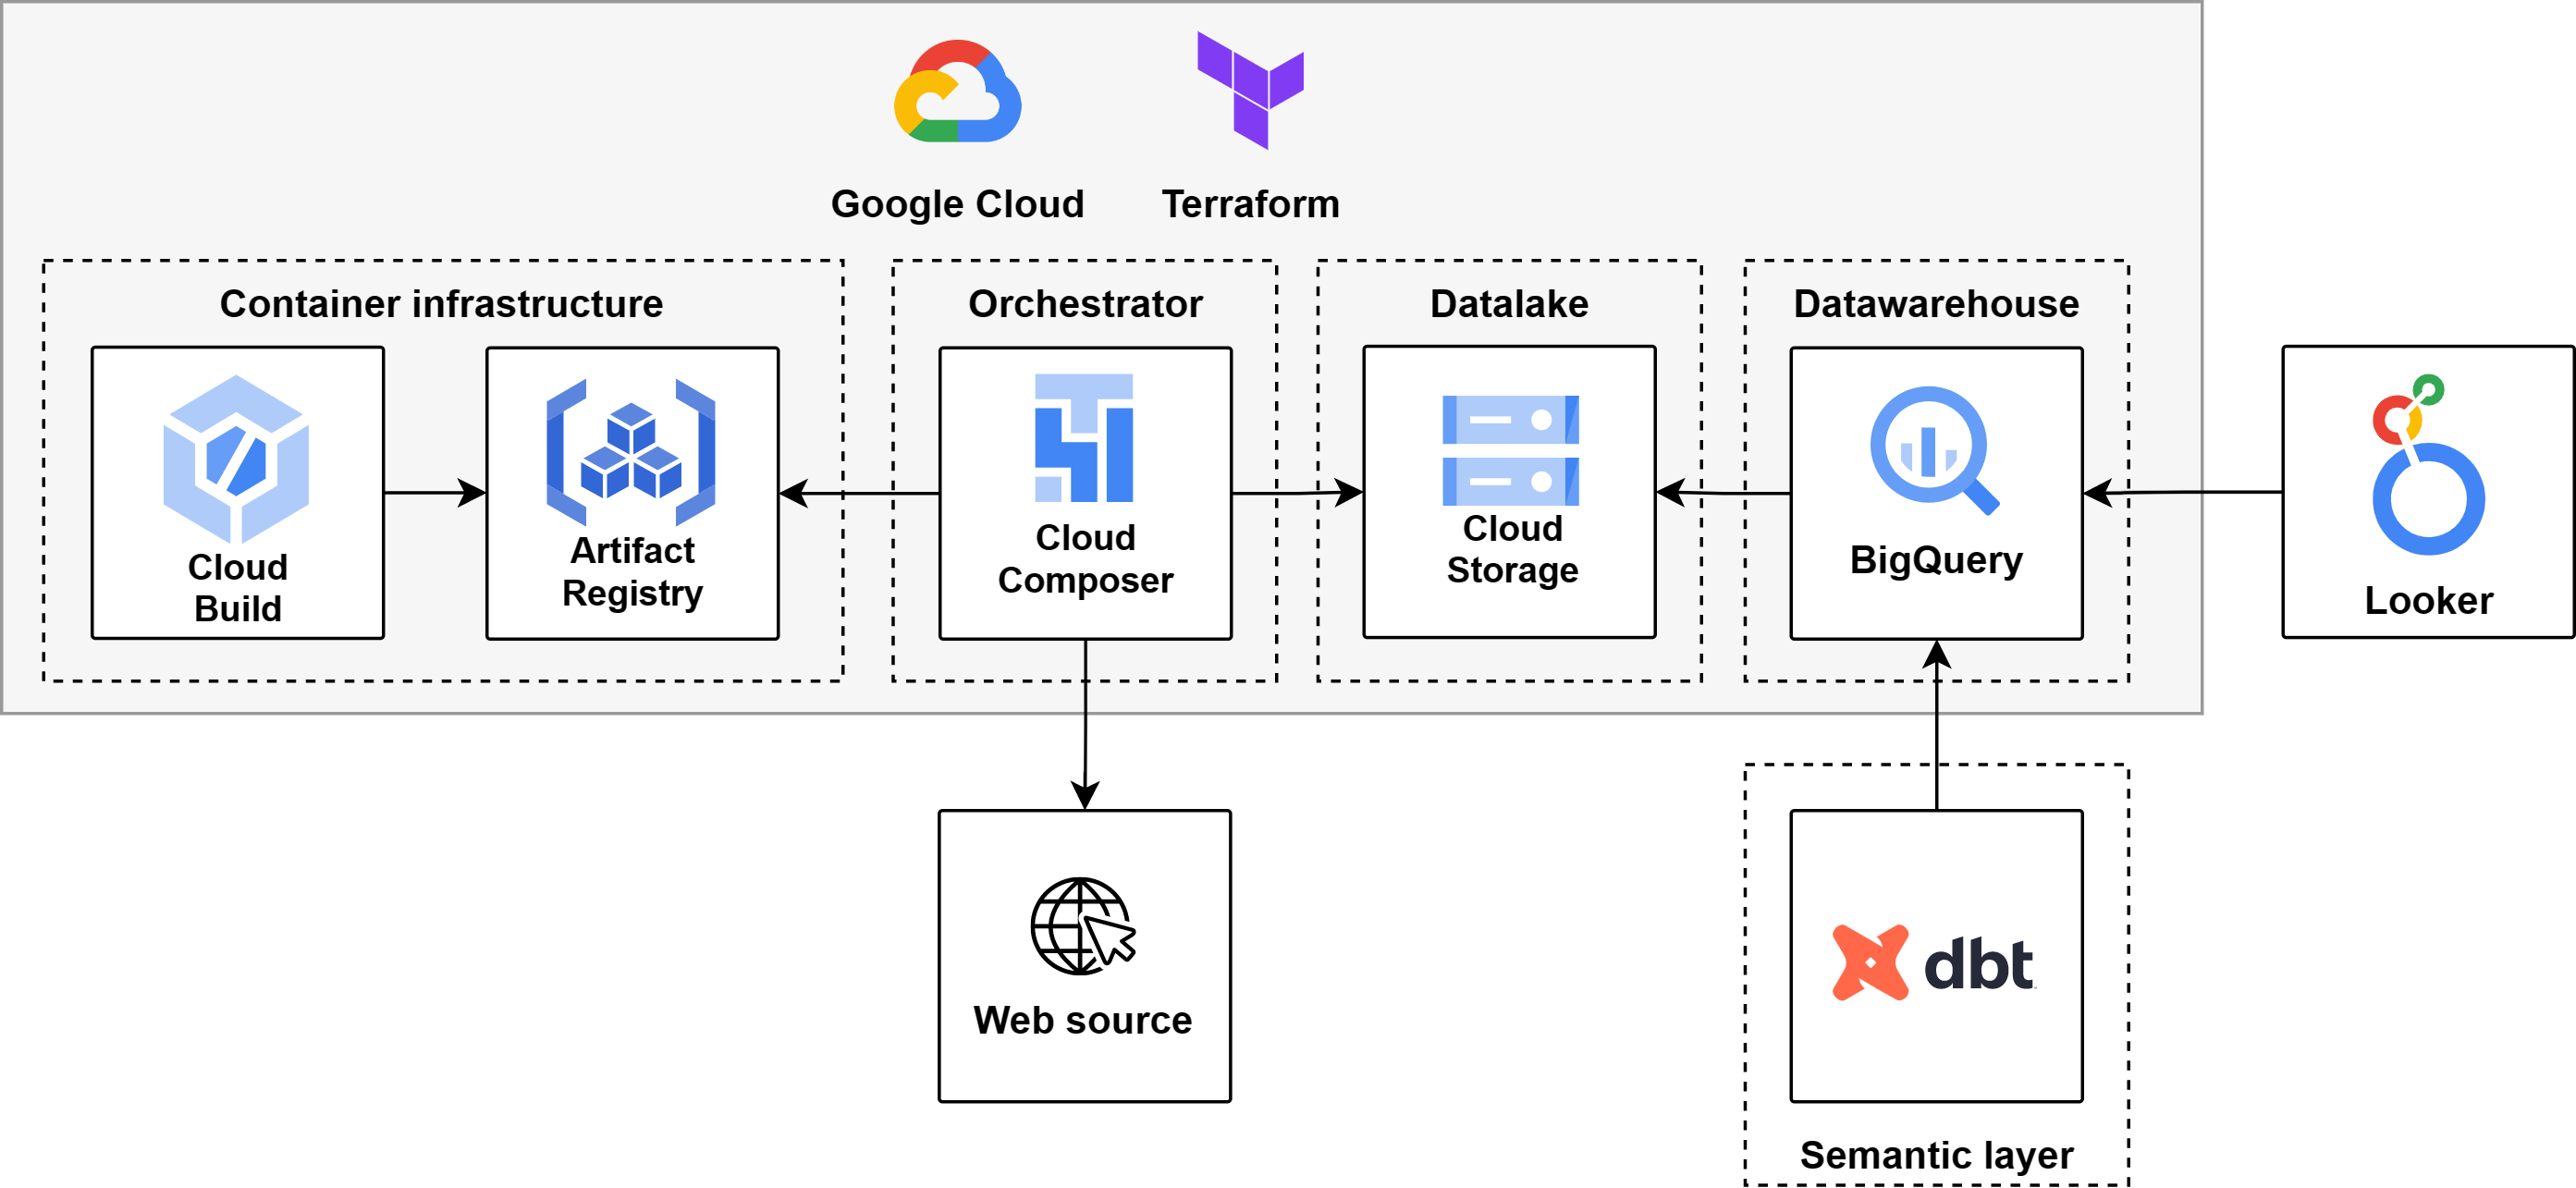 Google Cloud
Terraform
Container infrastructure
Orchestrator
Datalake
Datawarehouse
Cloud
Build
Artifact
Registry
Cloud
Composer
Cloud
Storage
BigQuery
Looker
Web source
dbt
Semantic layer